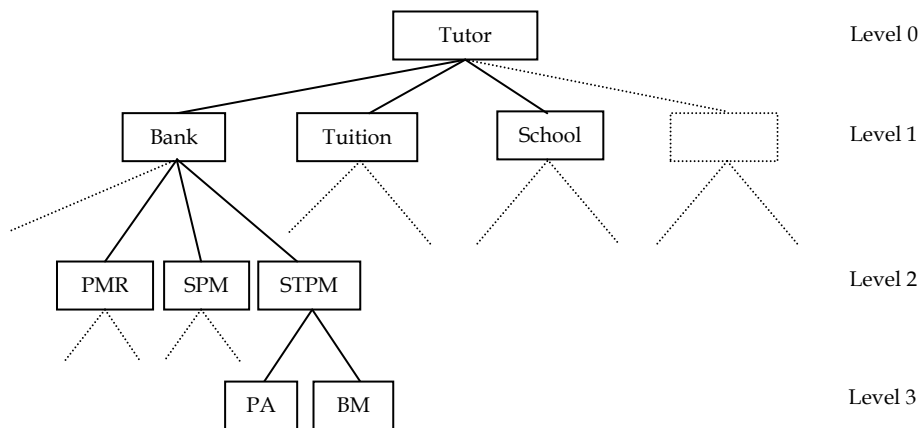 Tutor
Level 0
Bank
Tuition
School
Level 1
PMR
SPM
STPM
Level 2
PA
BM
Level 3